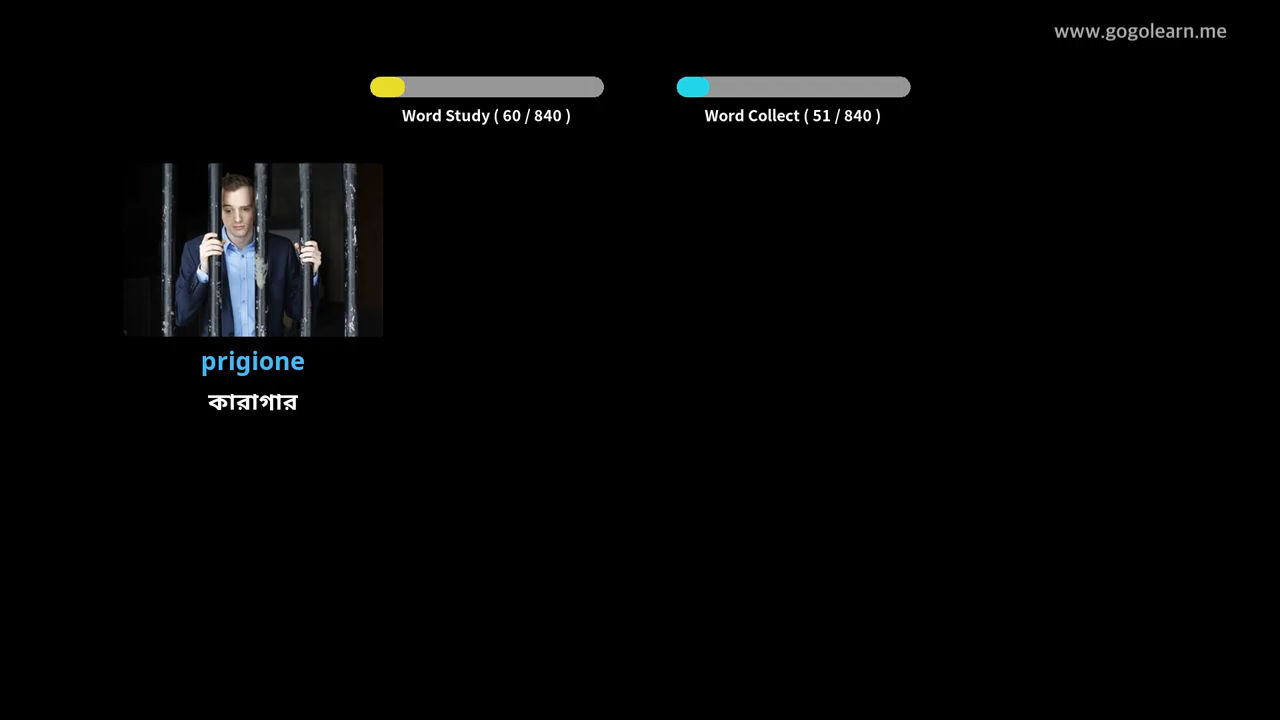 www.gogolearn.me
Word Study ( 60 / 840 )
Word Collect ( 51 / 840 )
prigione
কারাগার